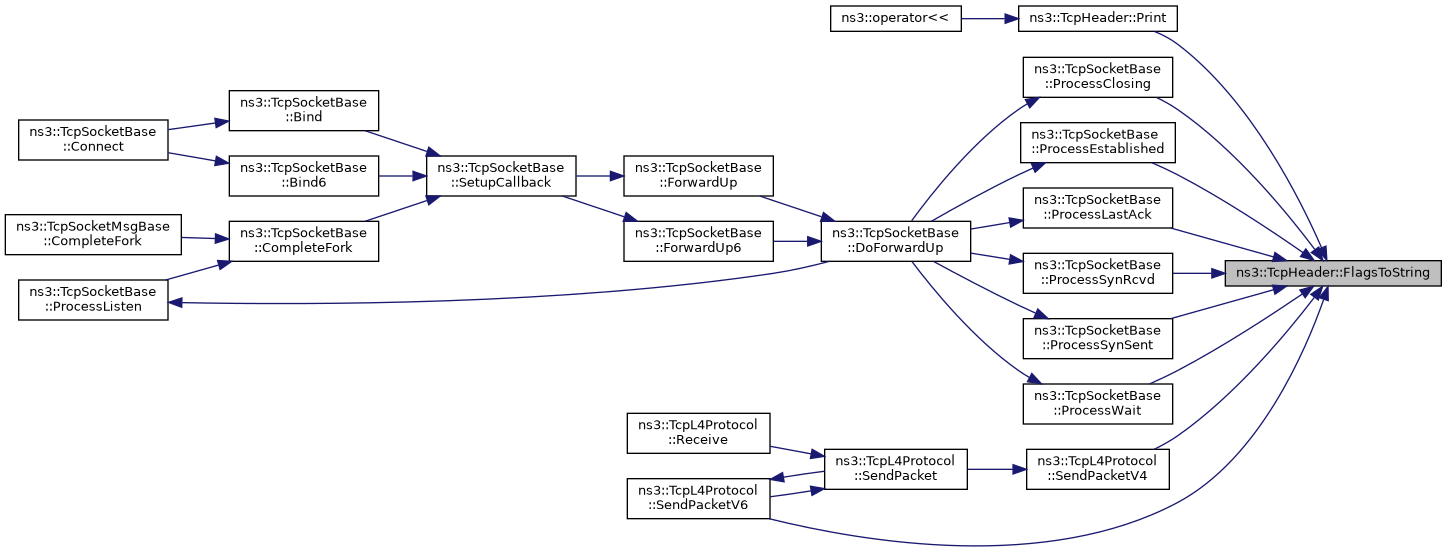 ns3::operator<<
ns3::TcpHeader::Print
ns3::TcpSocketBase
::ProcessClosing
ns3::TcpSocketBase
::Bind
ns3::TcpSocketBase
::Connect
ns3::TcpSocketBase
::ProcessEstablished
ns3::TcpSocketBase
::Bind6
ns3::TcpSocketBase
::SetupCallback
ns3::TcpSocketBase
::ForwardUp
ns3::TcpSocketBase
::ProcessLastAck
ns3::TcpSocketMsgBase
::CompleteFork
ns3::TcpSocketBase
::CompleteFork
ns3::TcpSocketBase
::ForwardUp6
ns3::TcpSocketBase
::DoForwardUp
ns3::TcpSocketBase
::ProcessSynRcvd
ns3::TcpHeader::FlagsToString
ns3::TcpSocketBase
::ProcessListen
ns3::TcpSocketBase
::ProcessSynSent
ns3::TcpSocketBase
::ProcessWait
ns3::TcpL4Protocol
::Receive
ns3::TcpL4Protocol
::SendPacket
ns3::TcpL4Protocol
::SendPacketV4
ns3::TcpL4Protocol
::SendPacketV6